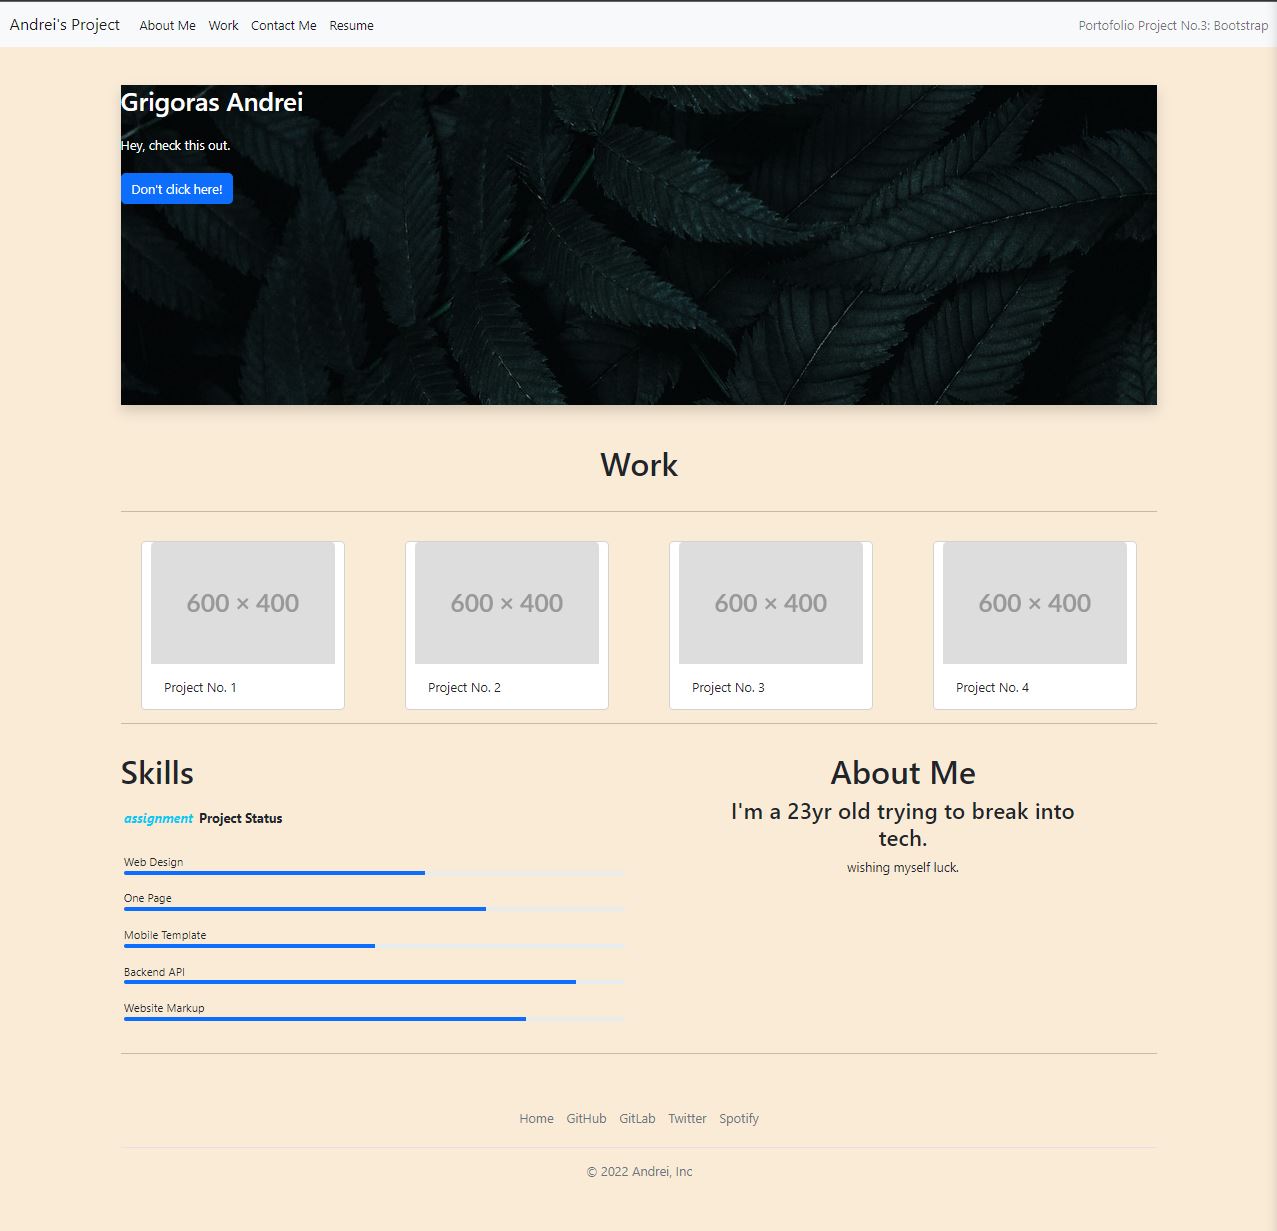 Andrei's Project About Me Work Contact Me Resume Portofolio Project No.3: Bootstrap
Grigoras Andrei
Hey, check this out.
Don't click here!
Work
600 × 400 600 × 400 600 × 400 600 × 400
Project No. 1 Project No. 2 Project No. 3 Project No. 4
Skills
assignment Project Status
Web Design
One Page
Mobile Template
Backend API
Website Markup
About Me
I'm a 23yr old trying to break into
tech.
wishing myself luck.
Home GitHub GitLab Twitter Spotify
© 2022 Andrei, Inc